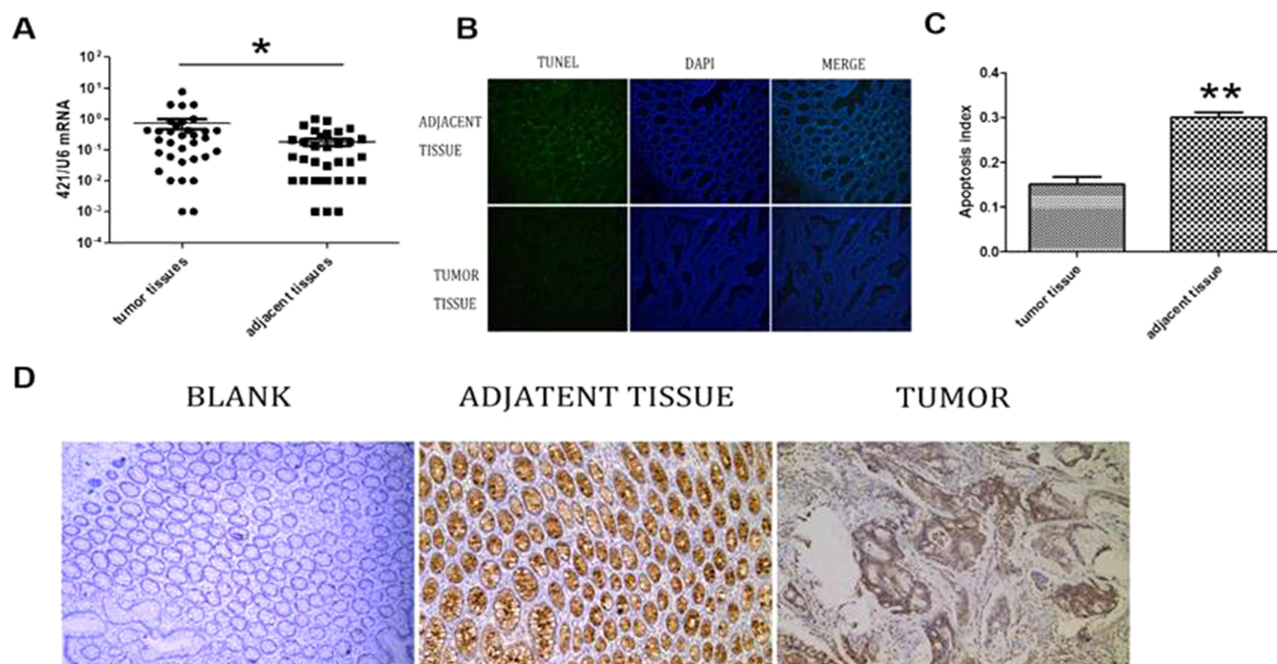 A
*
10²
10¹
10⁰
10⁻¹
10⁻²
10⁻³
10⁻⁴
421/U6 mRNA
tumor tissues
adjacent tissues
B
TUNEL DAPI MERGE
ADJACENT
TISSUE
TUMOR
TISSUE
C
**
0.4
0.3
0.2
0.1
0.0
Apoptosis index
tumor tissue
adjacent tissue
D
BLANK ADJATENT TISSUE TUMOR